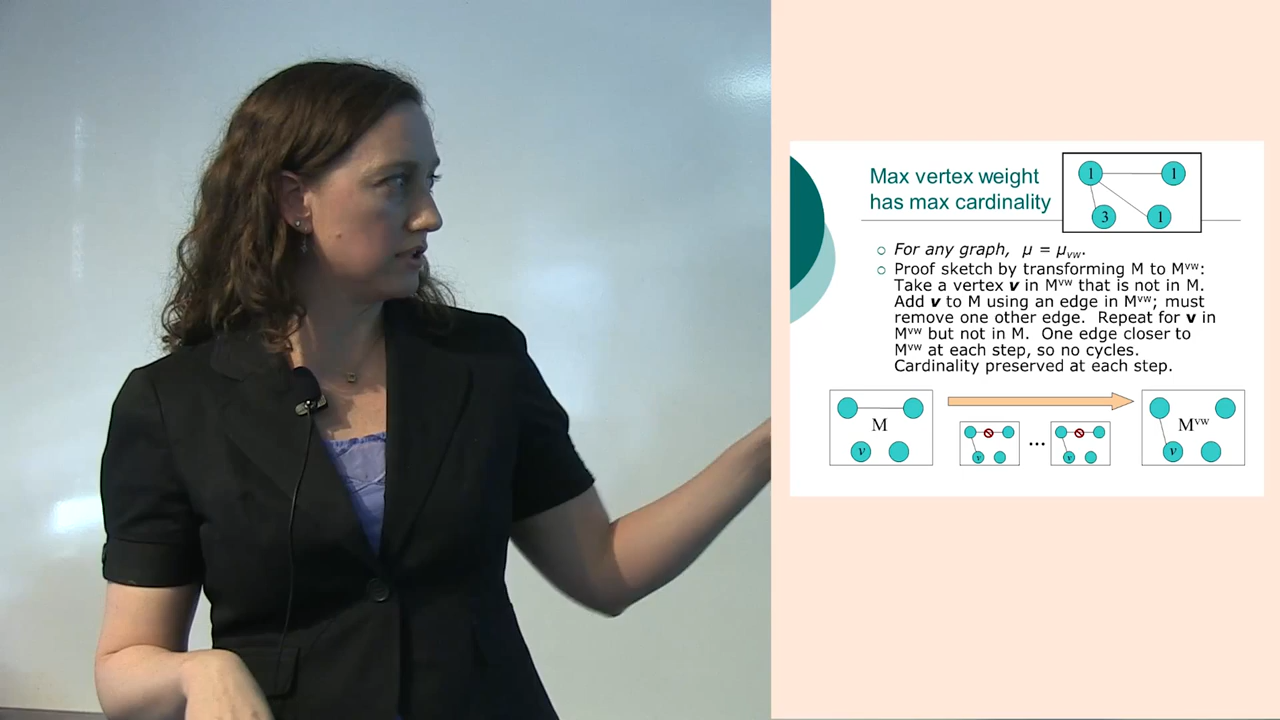 Max vertex weight
has max cardinality
1 1
3 1
For any graph, μ = μvw.
Proof sketch by transforming M to Mvw:
Take a vertex v in Mvw that is not in M.
Add v to M using an edge in Mvw; must
remove one other edge. Repeat for v in
Mvw but not in M. One edge closer to
Mvw at each step, so no cycles.
Cardinality preserved at each step.
M
v
v
...
v
Mvw
v